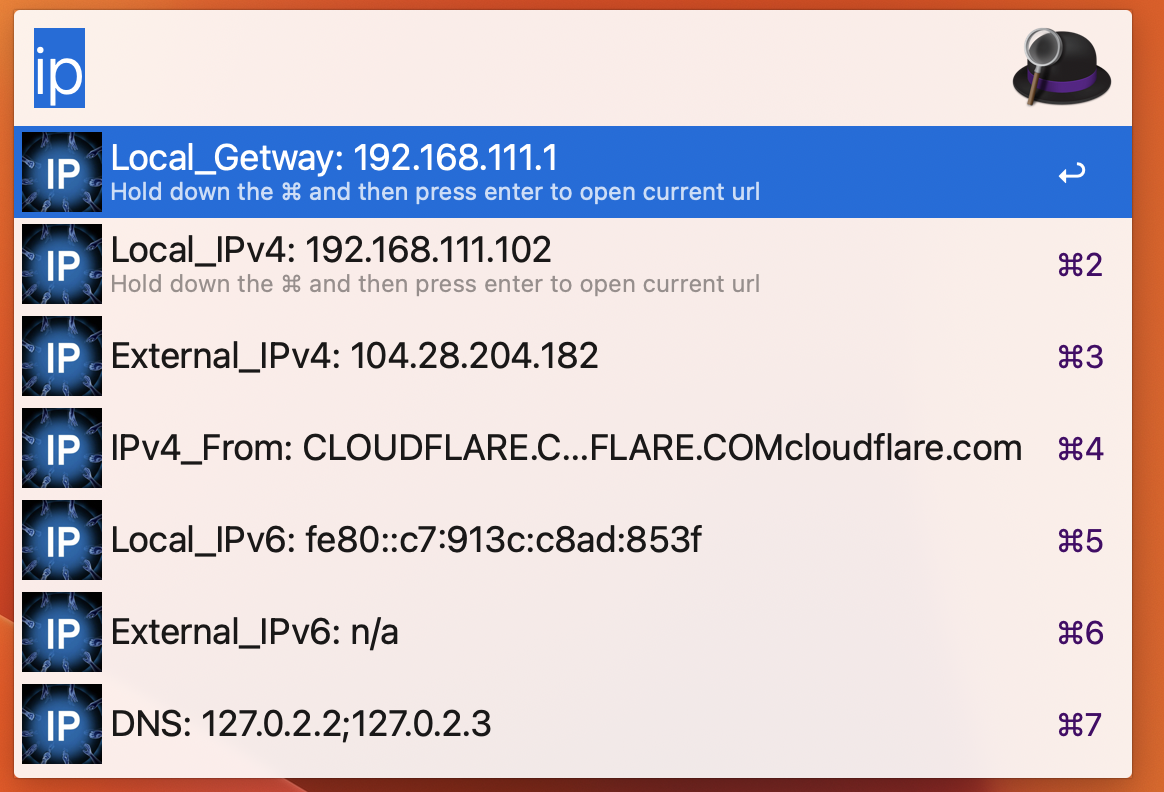 ip
IP
Local_Getway: 192.168.111.1
Hold down the ⌘ and then press enter to open current url
IP
Local_IPv4: 192.168.111.102
⌘2
Hold down the ⌘ and then press enter to open current url
IP
External_IPv4: 104.28.204.182
⌘3
IP
IPv4_From: CLOUDFLARE.C...FLARE.COMcloudflare.com
⌘4
IP
Local_IPv6: fe80::c7:913c:c8ad:853f
⌘5
IP
External_IPv6: n/a
⌘6
IP
DNS: 127.0.2.2;127.0.2.3
⌘7